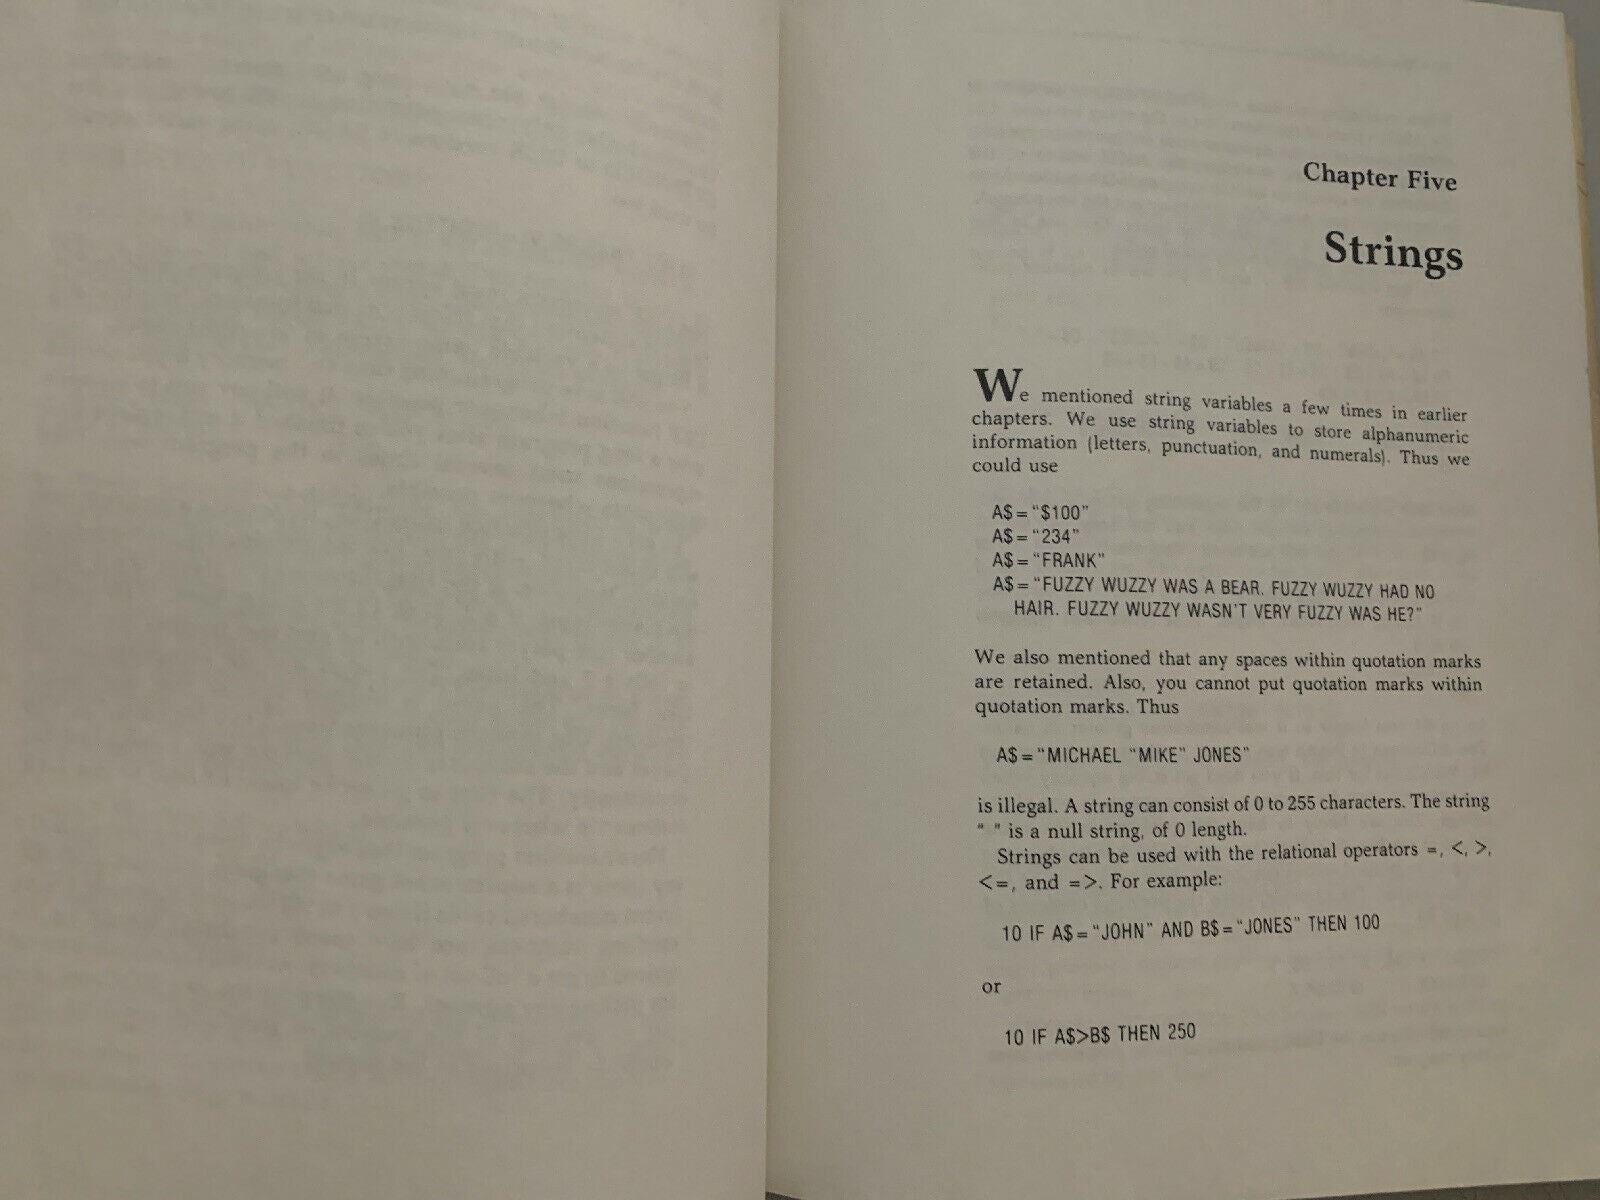 Chapter Five
Strings
We mentioned string variables a few times in earlier
chapters. We use string variables to store alphanumeric
information (letters, punctuation, and numerals). Thus we
could use
A$="$100"
A$="234"
A$="FRANK"
A$="FUZZY WUZZY WAS A BEAR. FUZZY WUZZY HAD NO
HAIR. FUZZY WUZZY WASN'T VERY FUZZY WAS HE?"
We also mentioned that any spaces within quotation marks
are retained. Also, you cannot put quotation marks within
quotation marks. Thus
A$="MICHAEL "MIKE" JONES"
is illegal. A string can consist of 0 to 255 characters. The string
" " is a null string, of 0 length.
Strings can be used with the relational operators =, <, >,
<=, and =>. For example:
10 IF A$="JOHN" AND B$="JONES" THEN 100
or
10 IF A$>B$ THEN 250